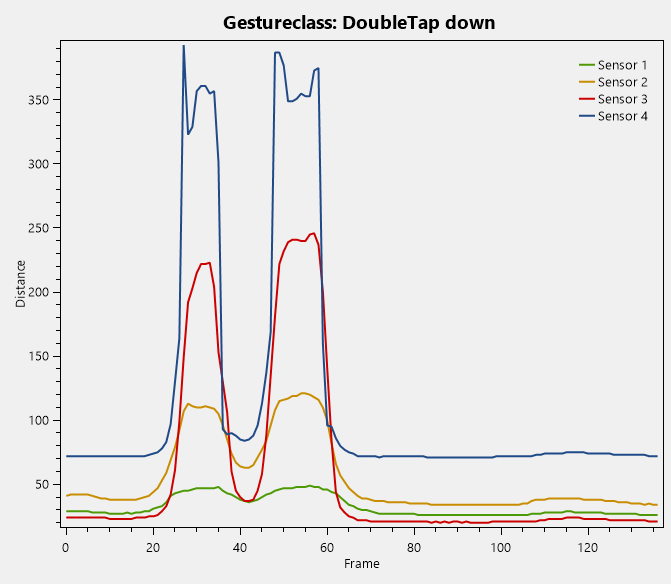 Gestureclass: DoubleTap down
Sensor 1
Sensor 2
Sensor 3
Sensor 4
350
300
250
200
150
100
50
Distance
0 20 40 60 80 100 120
Frame